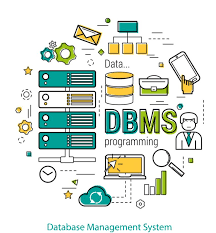 Data...
DBMS
programming
Database Management System